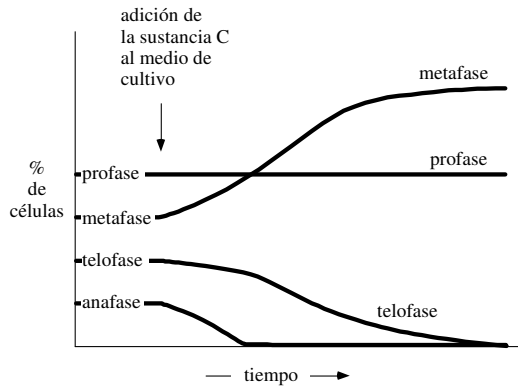 adición de
la sustancia C
al medio de
cultivo
metafase
profase
%
de
células
profase
metafase
telofase
anafase
telofase
tiempo